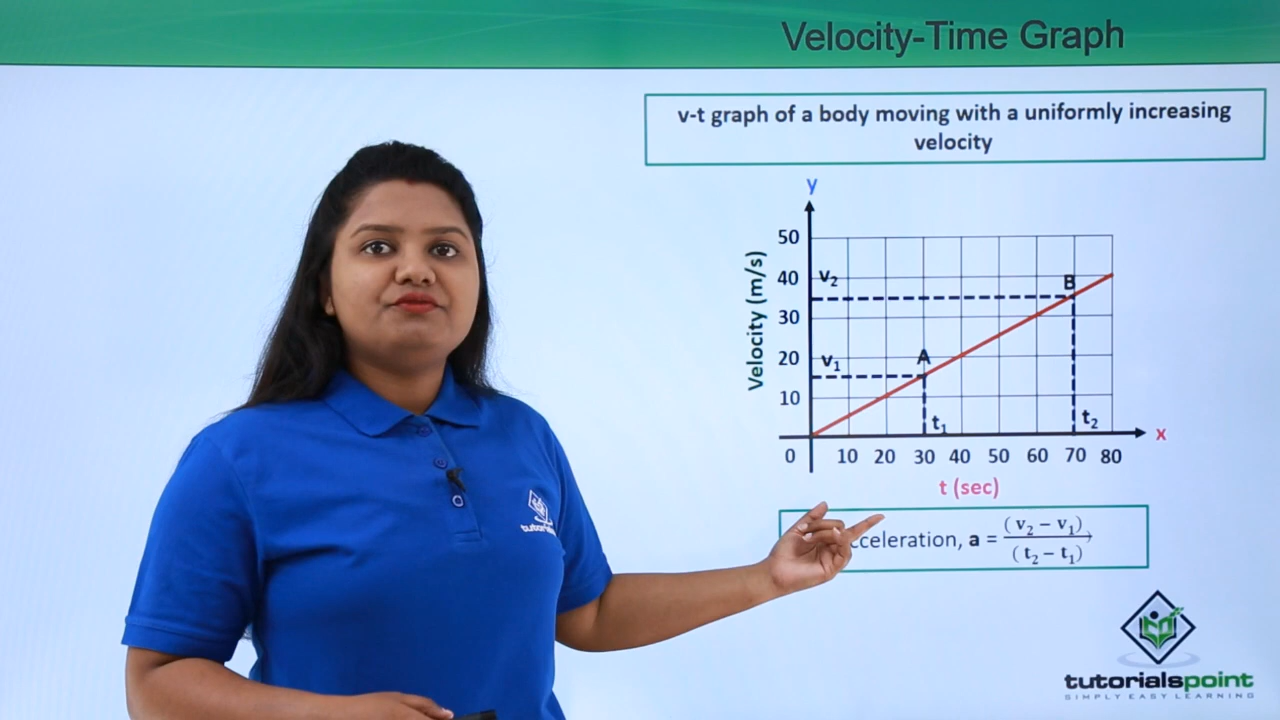 Velocity-Time Graph
v-t graph of a body moving with a uniformly increasing
velocity
y
50
40
30
20
10
0
Velocity (m/s)
v2
v1
A
B
t1
t2
10 20 30 40 50 60 70 80
x
t (sec)
a = (v2 − v1)
(t2 − t1)
tutorialspoint
SIMPLY EASY LEARNING